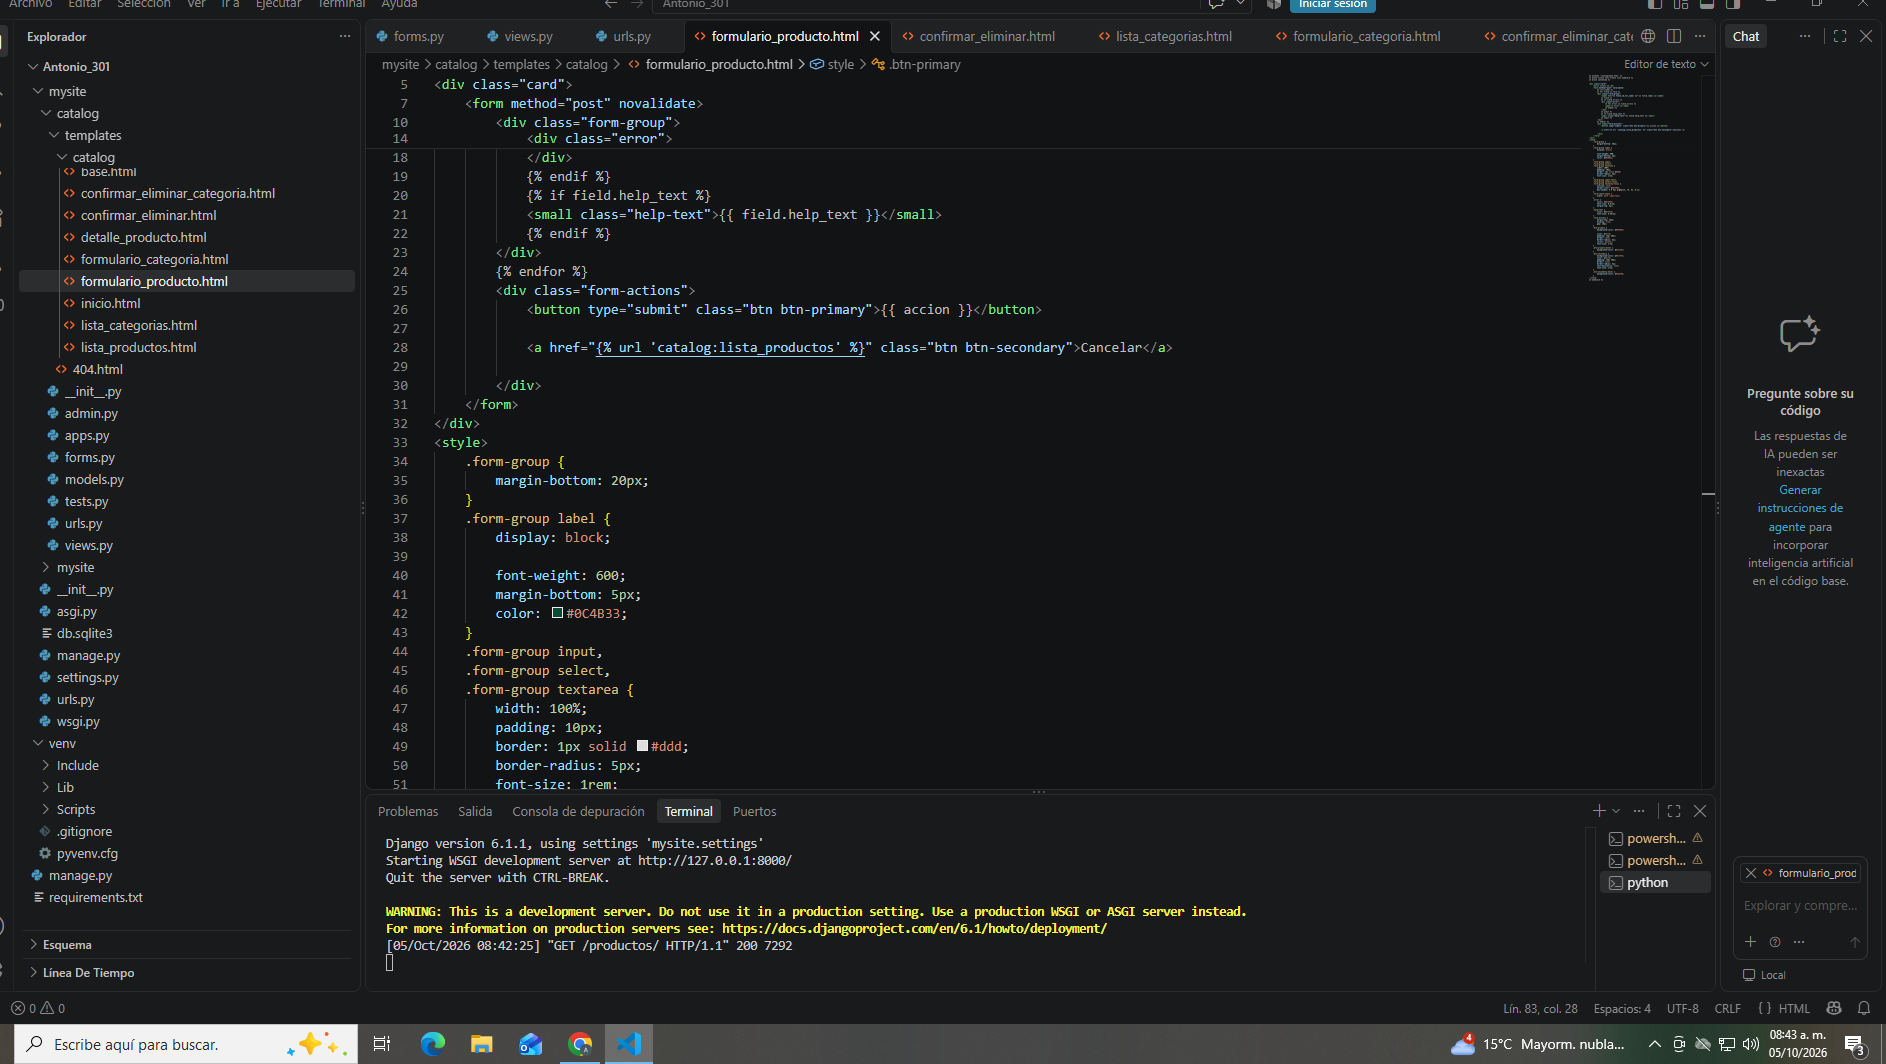 Archivo Editar Selección Ver Ir a Ejecutar Terminal Ayuda
Antonio_301
Iniciar sesión
Explorador
Antonio_301
mysite
catalog
templates
catalog
base.html
confirmar_eliminar_categoria.html
confirmar_eliminar.html
detalle_producto.html
formulario_categoria.html
formulario_producto.html
inicio.html
lista_categorias.html
lista_productos.html
404.html
__init__.py
admin.py
apps.py
forms.py
models.py
tests.py
urls.py
views.py
mysite
__init__.py
asgi.py
db.sqlite3
manage.py
settings.py
urls.py
wsgi.py
venv
Include
Lib
Scripts
.gitignore
pyvenv.cfg
manage.py
requirements.txt
Esquema
Línea De Tiempo
forms.py views.py urls.py formulario_producto.html confirmar_eliminar.html lista_categorias.html formulario_categoria.html confirmar_eliminar_cate
mysite > catalog > templates > catalog > formulario_producto.html > style > .btn-primary
Editor de texto
5 <div class="card">
7 <form method="post" novalidate>
10 <div class="form-group">
14 <div class="error">
18 </div>
19 {% endif %}
20 {% if field.help_text %}
21 <small class="help-text">{{ field.help_text }}</small>
22 {% endif %}
23 </div>
24 {% endfor %}
25 <div class="form-actions">
26 <button type="submit" class="btn btn-primary">{{ accion }}</button>
27
28 <a href="{% url 'catalog:lista_productos' %}" class="btn btn-secondary">Cancelar</a>
29
30 </div>
31 </form>
32 </div>
33 <style>
34 .form-group {
35 margin-bottom: 20px;
36 }
37 .form-group label {
38 display: block;
39
40 font-weight: 600;
41 margin-bottom: 5px;
42 color: #0C4B33;
43 }
44 .form-group input,
45 .form-group select,
46 .form-group textarea {
47 width: 100%;
48 padding: 10px;
49 border: 1px solid #ddd;
50 border-radius: 5px;
51 font-size: 1rem;
Problemas Salida Consola de depuración Terminal Puertos
Django version 6.1.1, using settings 'mysite.settings'
Starting WSGI development server at http://127.0.0.1:8000/
Quit the server with CTRL-BREAK.
WARNING: This is a development server. Do not use it in a production setting. Use a production WSGI or ASGI server instead.
For more information on production servers see: https://docs.djangoproject.com/en/6.1/howto/deployment/
[05/Oct/2026 08:42:25] "GET /productos/ HTTP/1.1" 200 7292
powersh...
powersh...
python
Chat
Pregunte sobre su
código
Las respuestas de
IA pueden ser
inexactas
Generar
instrucciones de
agente para
incorporar
inteligencia artificial
en el código base.
formulario_prod
Explorar y compre...
Local
0 0
Lín. 83, col. 28 Espacios: 4 UTF-8 CRLF { } HTML
Escribe aquí para buscar.
4
15°C Mayorm. nubla...
08:43 a. m.
05/10/2026
3